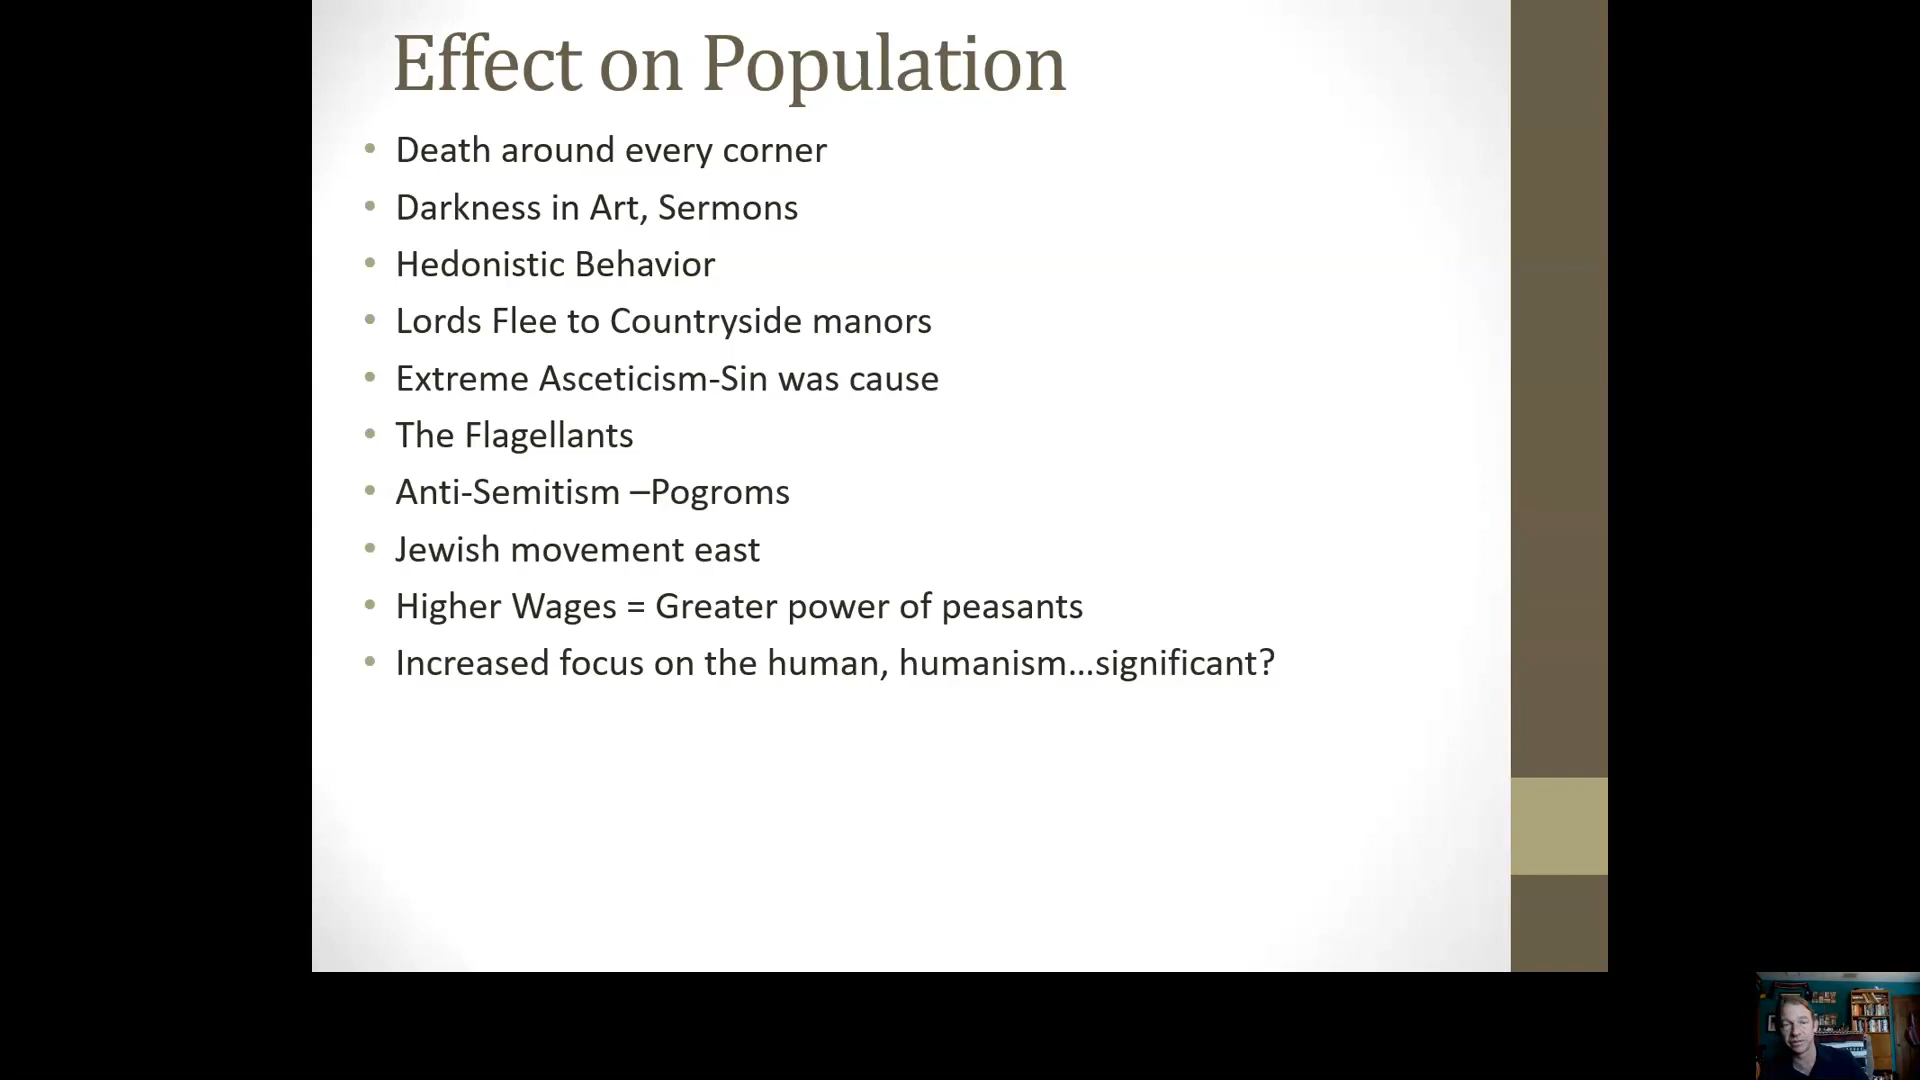 Effect on Population
• Death around every corner
• Darkness in Art, Sermons
• Hedonistic Behavior
• Lords Flee to Countryside manors
• Extreme Asceticism-Sin was cause
• The Flagellants
• Anti-Semitism –Pogroms
• Jewish movement east
• Higher Wages = Greater power of peasants
• Increased focus on the human, humanism…significant?